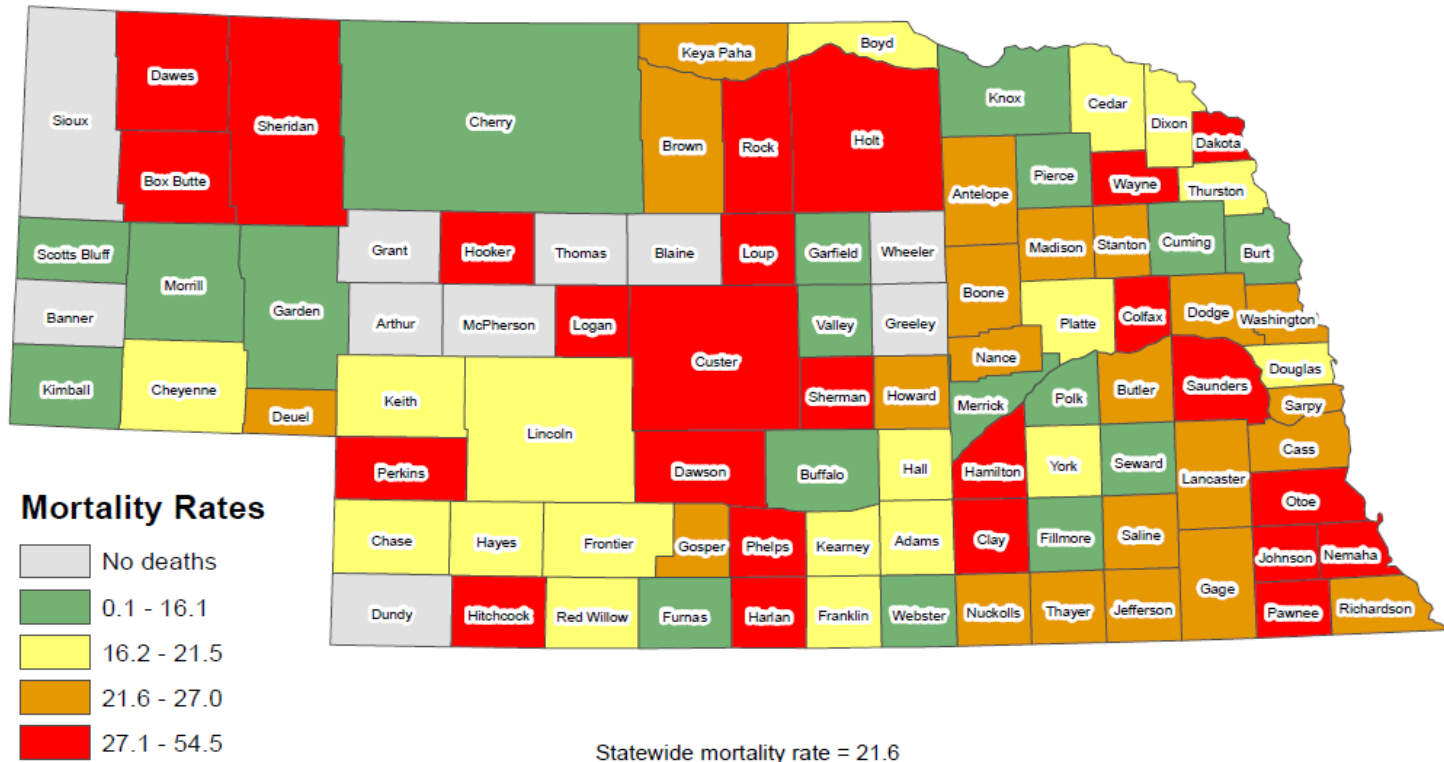 Boyd
Keya Paha
Dawes
Knox
Cedar
Sioux
Cherry
Dixon
Sheridan
Brown
Rock
Holt
Dakota
Box Butte
Pierce
Wayne
Thurston
Antelope
Scotts Bluff
Grant
Hooker
Thomas
Blaine
Loup
Garfield
Wheeler
Madison
Stanton
Cuming
Burt
Morrill
Boone
Garden
Banner
Arthur
McPherson
Logan
Valley
Greeley
Platte
Colfax
Dodge
Washington
Custer
Nance
Kimball
Cheyenne
Douglas
Keith
Sherman
Howard
Merrick
Polk
Butler
Saunders
Sarpy
Deuel
Lincoln
Cass
Perkins
Dawson
Buffalo
Hall
Hamilton
York
Seward
Lancaster
Otoe
Mortality Rates
Chase
Hayes
Frontier
Gosper
Phelps
Kearney
Adams
Clay
Fillmore
Saline
Johnson
Nemaha
No deaths
Gage
0.1 - 16.1
Dundy
Hitchcock
Red Willow
Furnas
Harlan
Franklin
Webster
Nuckolls
Thayer
Jefferson
Pawnee
Richardson
16.2 - 21.5
21.6 - 27.0
27.1 - 54.5
Statewide mortality rate = 21.6